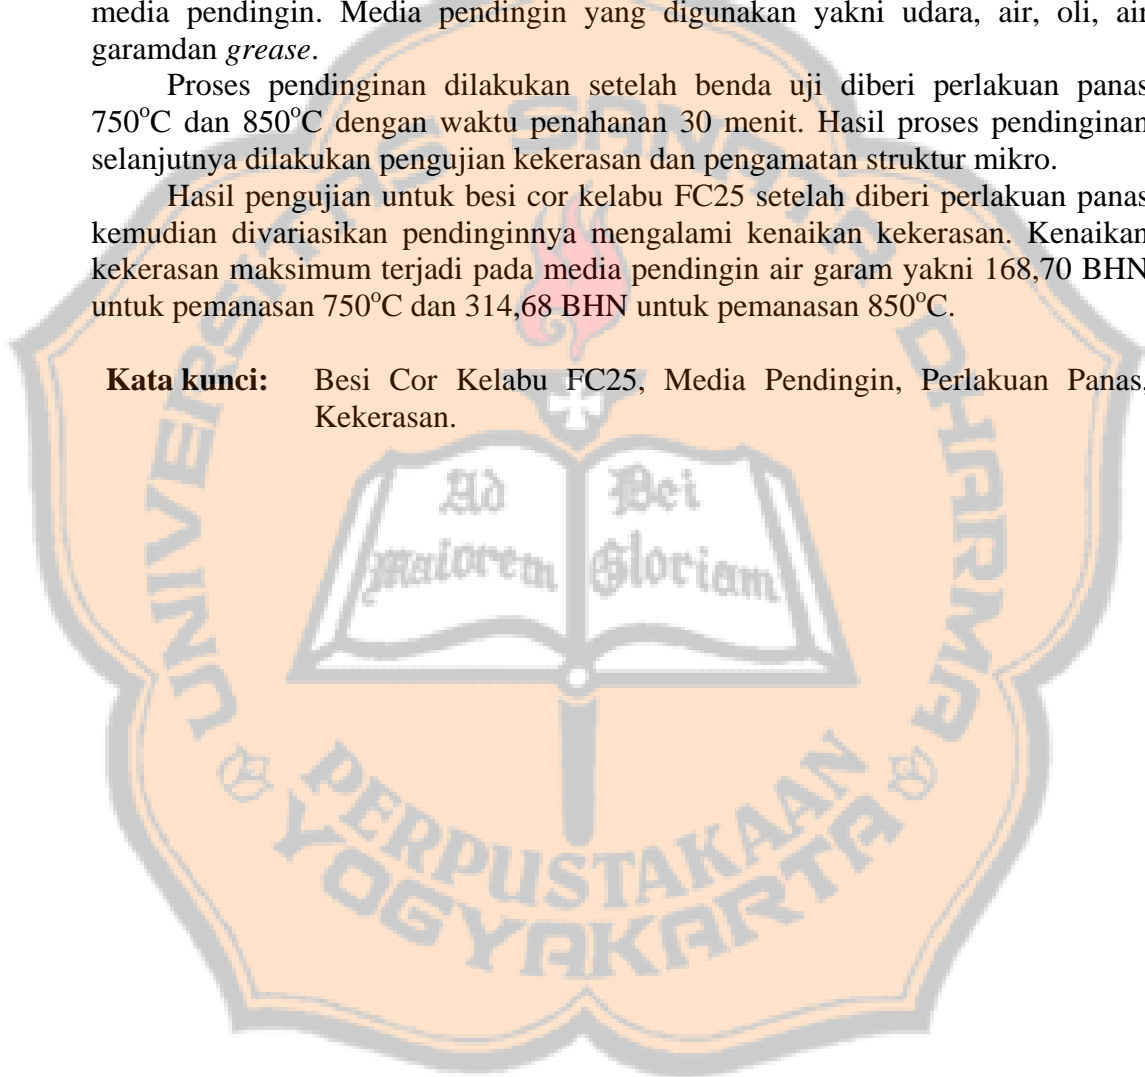 media pendingin. Media pendingin yang digunakan yakni udara, air, oli, air
garamdan grease.
Proses pendinginan dilakukan setelah benda uji diberi perlakuan panas
750°C dan 850°C dengan waktu penahanan 30 menit. Hasil proses pendinginan
selanjutnya dilakukan pengujian kekerasan dan pengamatan struktur mikro.
Hasil pengujian untuk besi cor kelabu FC25 setelah diberi perlakuan panas
kemudian divariasikan pendinginnya mengalami kenaikan kekerasan. Kenaikan
kekerasan maksimum terjadi pada media pendingin air garam yakni 168,70 BHN
untuk pemanasan 750°C dan 314,68 BHN untuk pemanasan 850°C.
Kata kunci: Besi Cor Kelabu FC25, Media Pendingin, Perlakuan Panas,
Kekerasan.
UNIVERSITAS SANATA DHARMA
Ad
maiorem
Dei
Gloriam
PERPUSTAKAAN
YOGYAKARTA